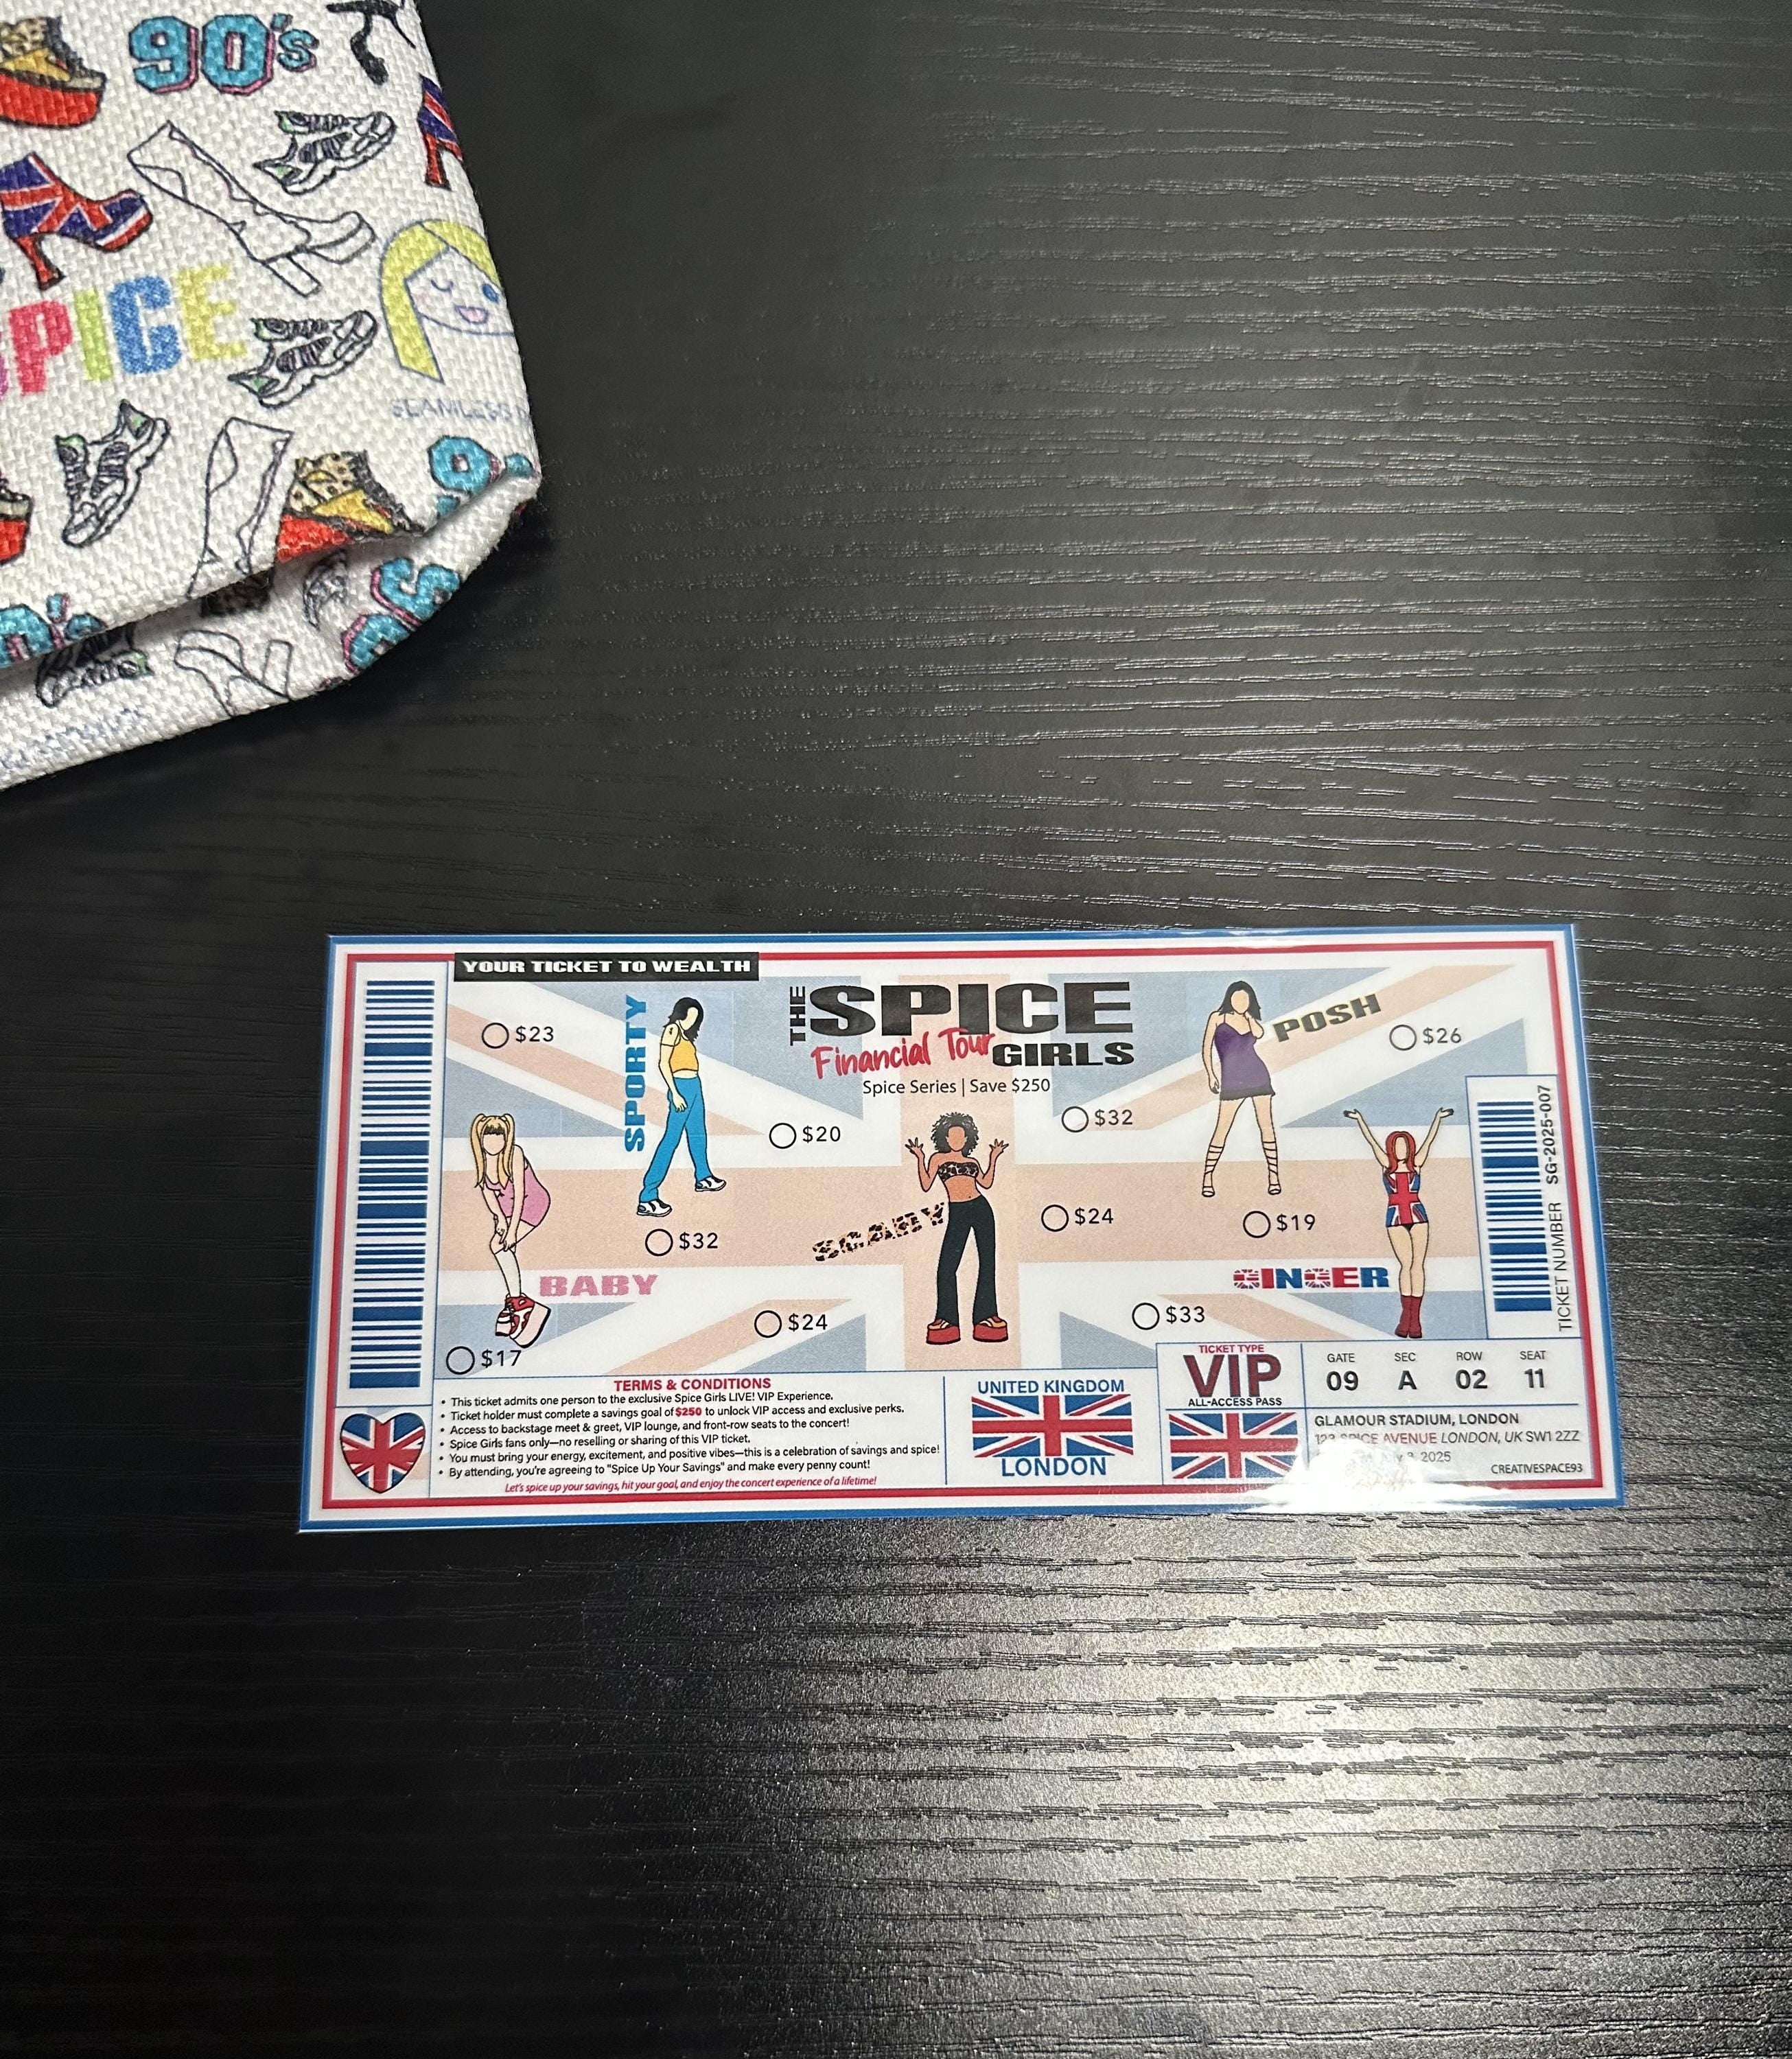 90's
SPICE
SEAMLESS
YOUR TICKET TO WEALTH
THE SPICE
Financial Tour GIRLS
Spice Series | Save $250
SPORTY
POSH
$23
$26
$20
$32
$32
SCARY
$24
$19
BABY
GINGER
$24
$33
$17
TICKET NUMBER SG-2025-007
TERMS & CONDITIONS
• This ticket admits one person to the exclusive Spice Girls LIVE! VIP Experience.
• Ticket holder must complete a savings goal of $250 to unlock VIP access and exclusive perks.
• Access to backstage meet & greet, VIP lounge, and front-row seats to the concert!
• Spice Girls fans only—no reselling or sharing of this VIP ticket.
• You must bring your energy, excitement, and positive vibes—this is a celebration of savings and spice!
• By attending, you're agreeing to "Spice Up Your Savings" and make every penny count!
Let's spice up your savings, hit your goal, and enjoy the concert experience of a lifetime!
UNITED KINGDOM
LONDON
TICKET TYPE
VIP
ALL-ACCESS PASS
GATE SEC ROW SEAT
09 A 02 11
GLAMOUR STADIUM, LONDON
SPICE AVENUE LONDON, UK SW1 2ZZ
2025
CREATIVESPACE93